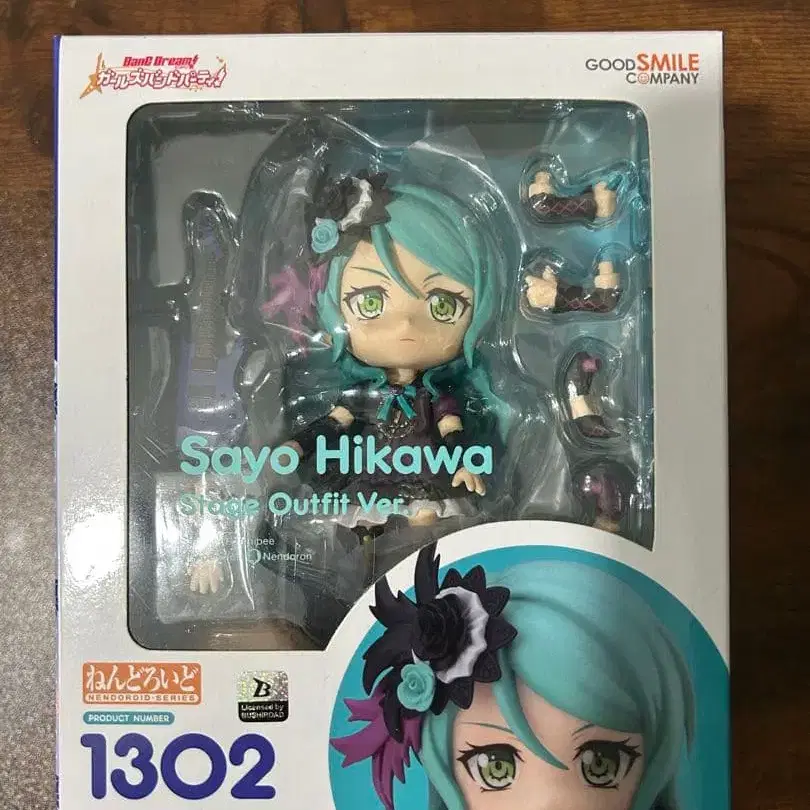 BanG Dream!
ガールズバンドパーティ!
GOOD SMILE
COMPANY
Sayo Hikawa
Stage Outfit Ver.
Nendoron
ねんどろいど
NENDOROID-SERIES
PRODUCT NUMBER
1302
B
Licensed by
BUSHIROAD